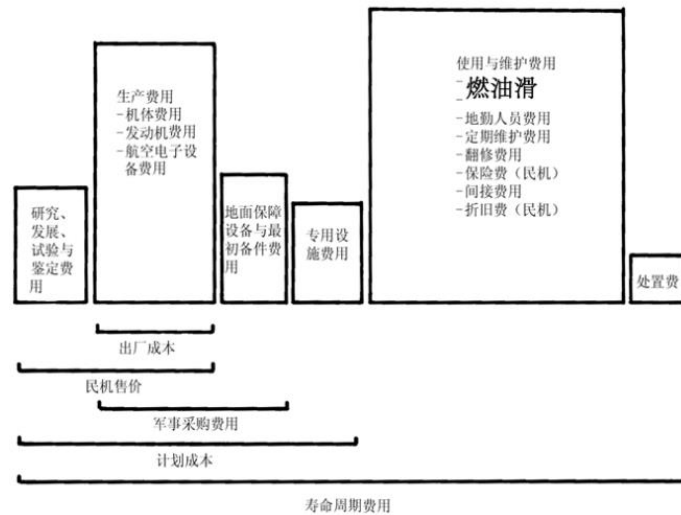 使用与维护费用
-
燃油滑
-
-地勤人员费用
-定期维护费用
-翻修费用
-保险费（民机）
-间接费用
-折旧费（民机）
生产费用
-机体费用
-发动机费用
-航空电子设
备费用
研究、
发展、
试验与
鉴定费
用
地面保障
设备与最
初备件费
用
专用设
施费用
处置费
出厂成本
民机售价
军事采购费用
计划成本
寿命周期费用